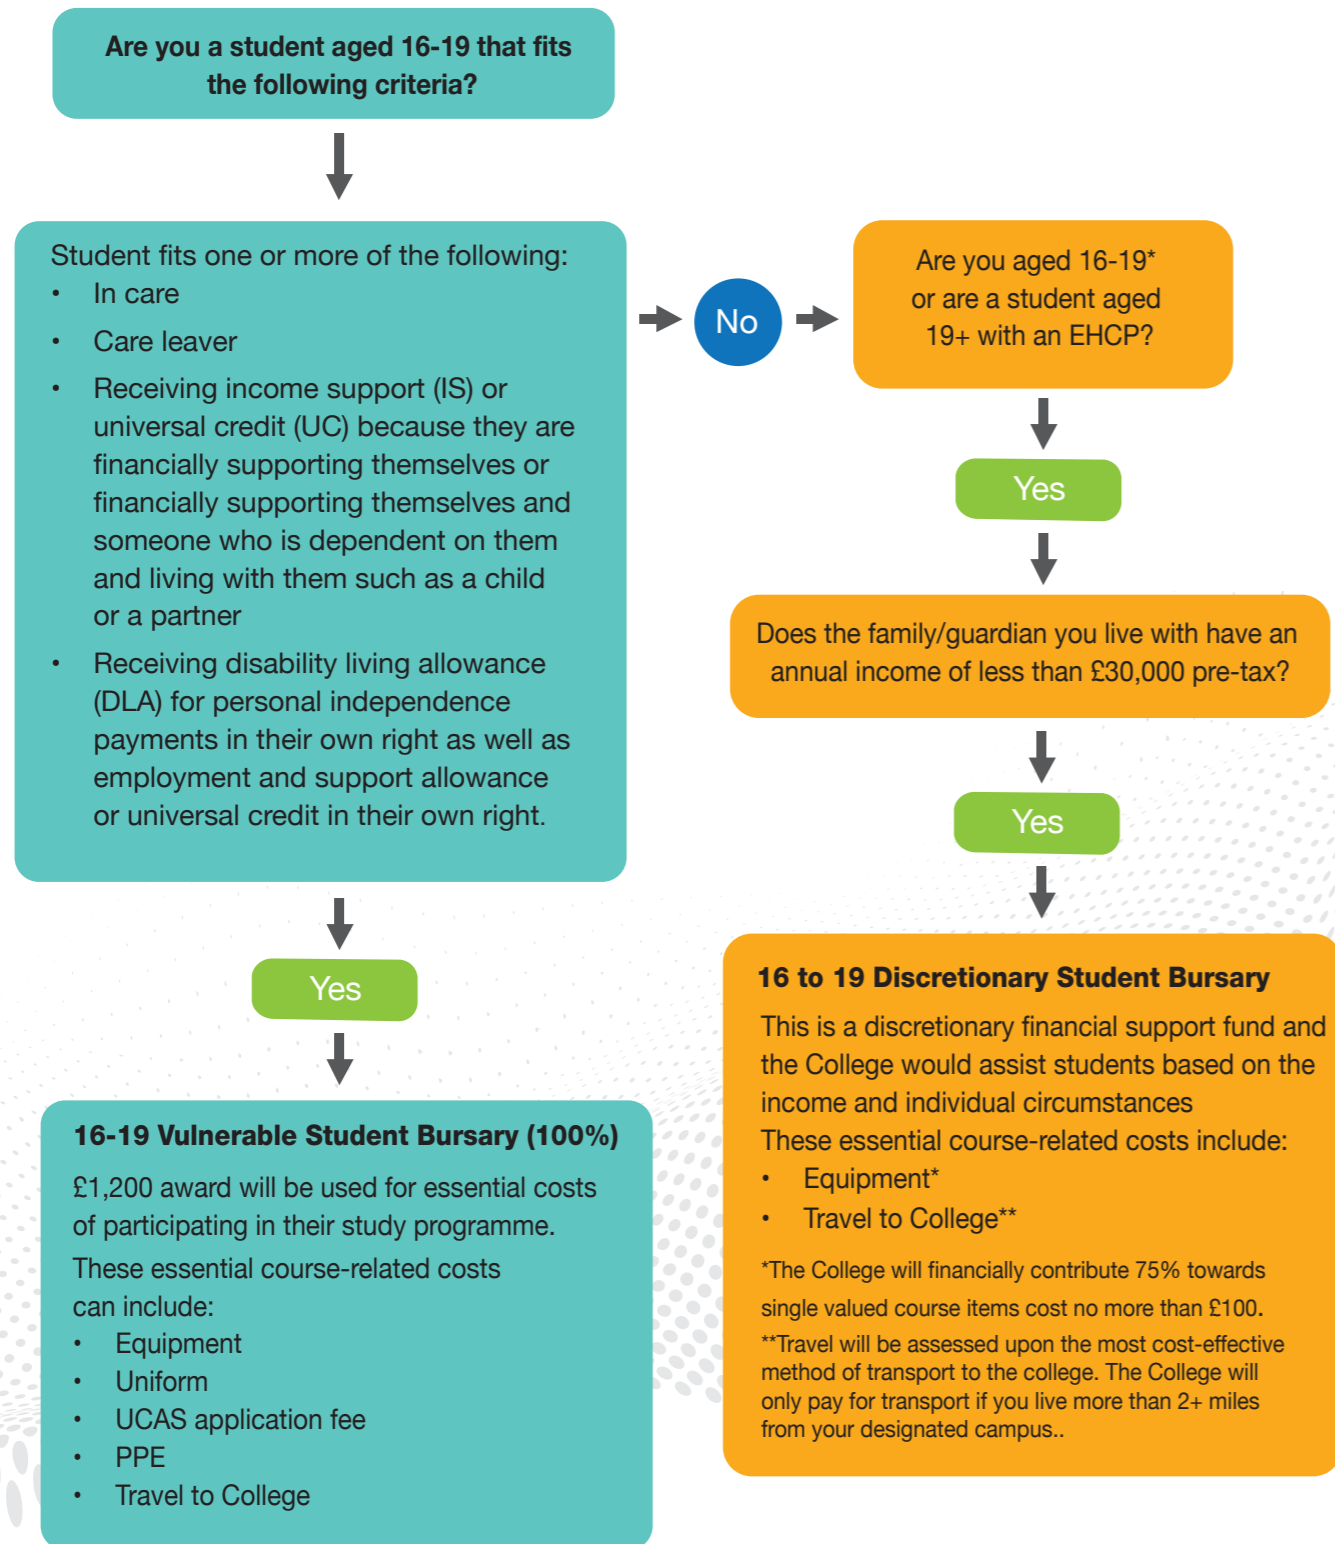 Are you a student aged 16-19 that fits
the following criteria?
Student fits one or more of the following:
• In care
• Care leaver
• Receiving income support (IS) or
universal credit (UC) because they are
financially supporting themselves or
financially supporting themselves and
someone who is dependent on them
and living with them such as a child
or a partner
• Receiving disability living allowance
(DLA) for personal independence
payments in their own right as well as
employment and support allowance
or universal credit in their own right.
No
Are you aged 16-19*
or are a student aged
19+ with an EHCP?
Yes
Does the family/guardian you live with have an
annual income of less than £30,000 pre-tax?
Yes
Yes
16-19 Vulnerable Student Bursary (100%)
£1,200 award will be used for essential costs
of participating in their study programme.
These essential course-related costs
can include:
• Equipment
• Uniform
• UCAS application fee
• PPE
• Travel to College
16 to 19 Discretionary Student Bursary
This is a discretionary financial support fund and
the College would assist students based on the
income and individual circumstances
These essential course-related costs include:
• Equipment*
• Travel to College**
*The College will financially contribute 75% towards
single valued course items cost no more than £100.
**Travel will be assessed upon the most cost-effective
method of transport to the college. The College will
only pay for transport if you live more than 2+ miles
from your designated campus..